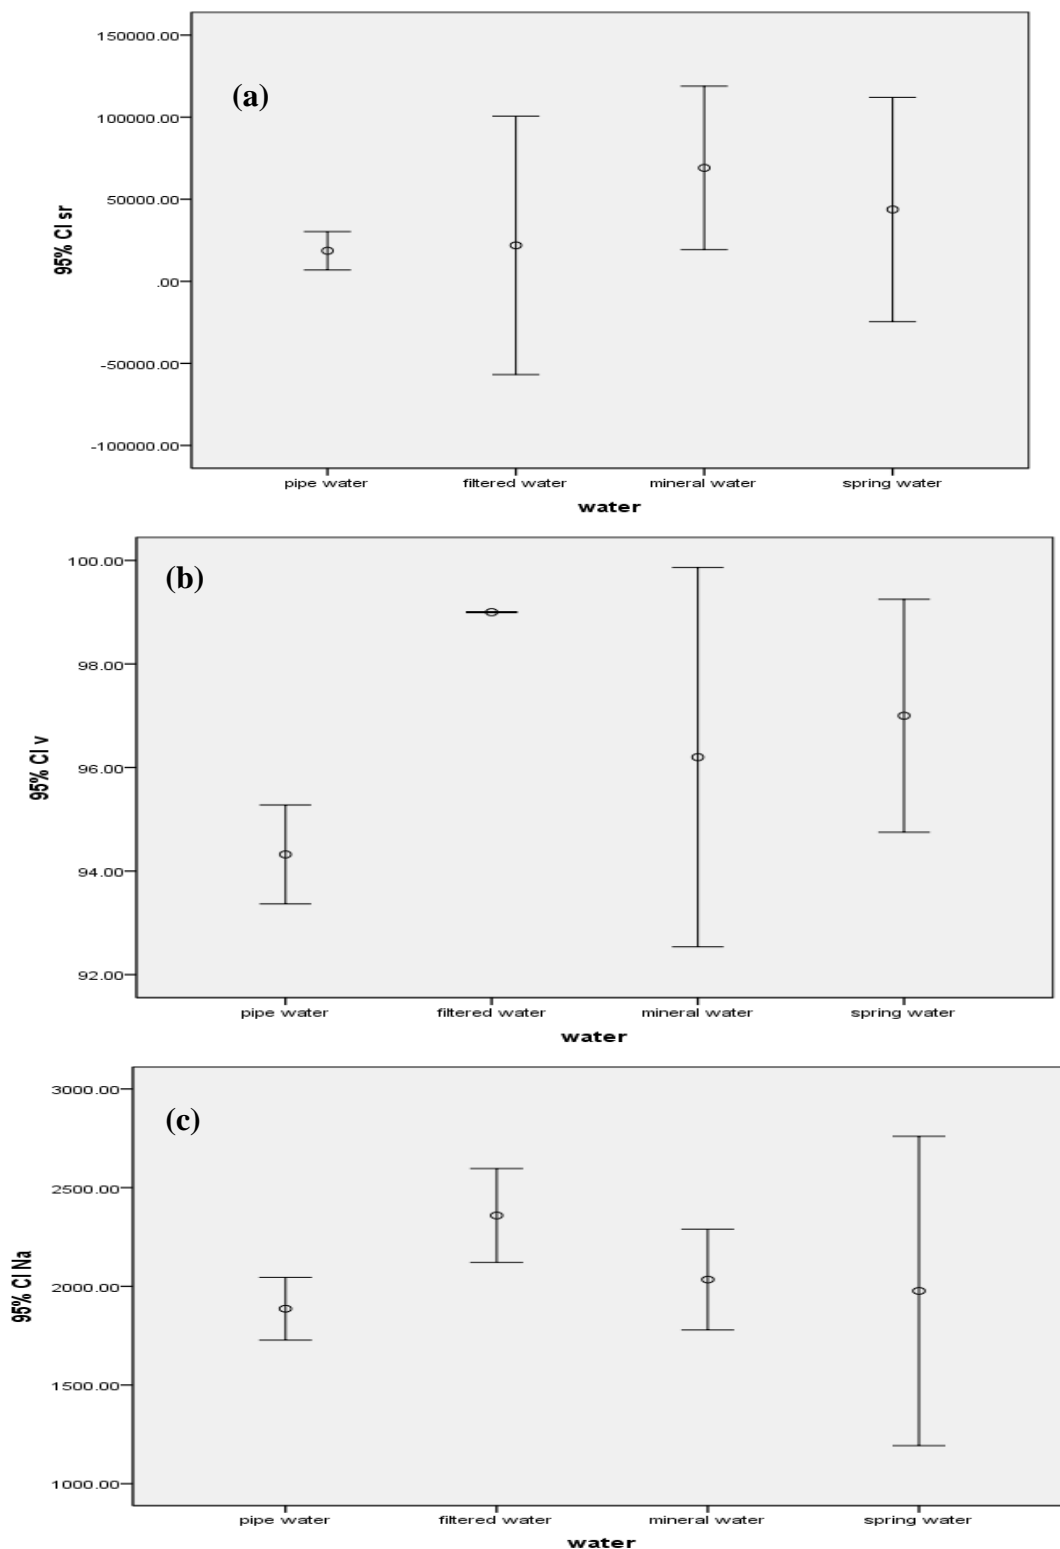 150000.00
(a)
100000.00
50000.00
.00
-50000.00
-100000.00
95% CI sr
pipe water filtered water mineral water spring water
water
100.00
(b)
98.00
96.00
94.00
92.00
95% CI v
pipe water filtered water mineral water spring water
water
3000.00
(c)
2500.00
2000.00
1500.00
1000.00
95% CI Na
pipe water filtered water mineral water spring water
water